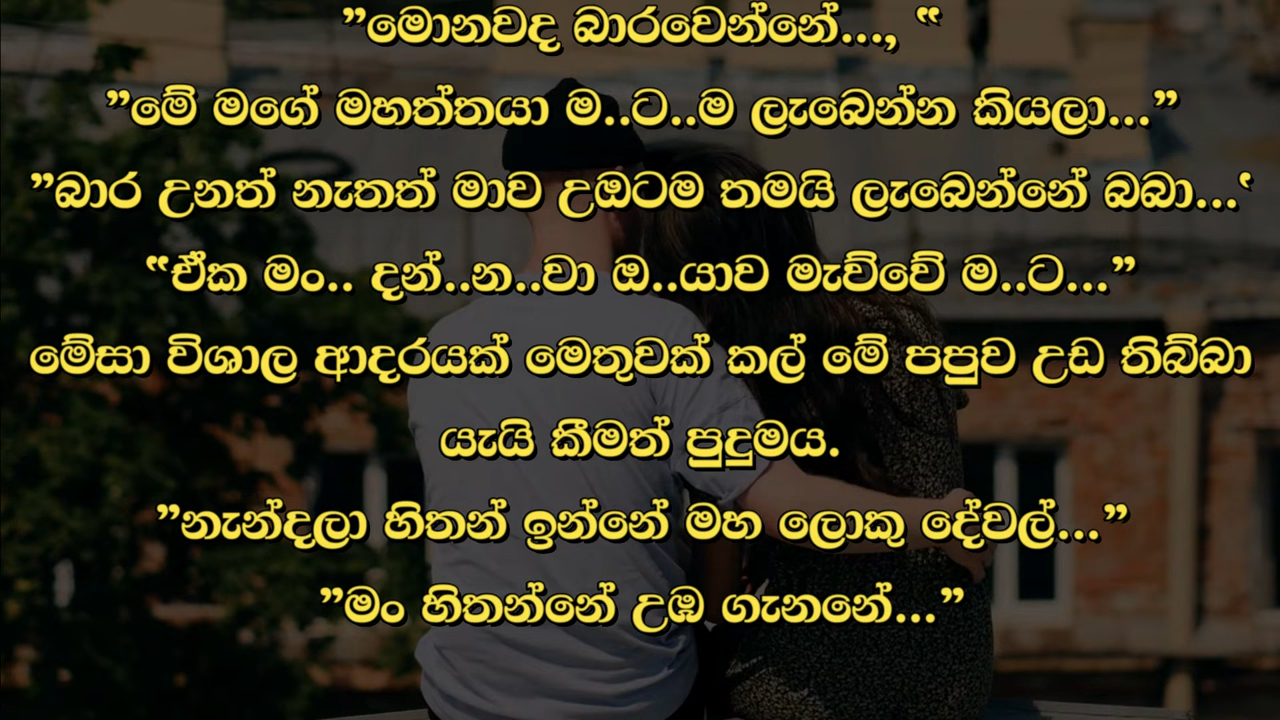 ”මොනවද බාරවෙන්නේ..., “
”මේ මගේ මහත්තයා ම..ට..ම ලැබෙන්න කියලා...”
”බාර උනත් නැතත් මාව උඔටම තමයි ලැබෙන්නේ බබා...‘
“ඒක මං.. දන්..න..වා ඔ..යාව මැව්වේ ම..ට...”
මේසා විශාල ආදරයක් මෙතුවක් කල් මේ පපුව උඩ තිබ්බා
යැයි කීමත් පුදුමය.
”නැන්දලා හිතන් ඉන්නේ මහ ලොකු දේවල්...”
”මං හිතන්නේ උඹ ගැනනේ...”